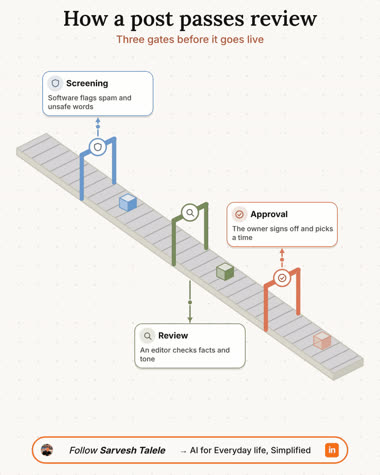 How a post passes review
Three gates before it goes live
Screening
Software flags spam and
unsafe words
Approval
The owner signs off and picks
a time
Review
An editor checks facts and
tone
Follow Sarvesh Talele → AI for Everyday life, Simplified in